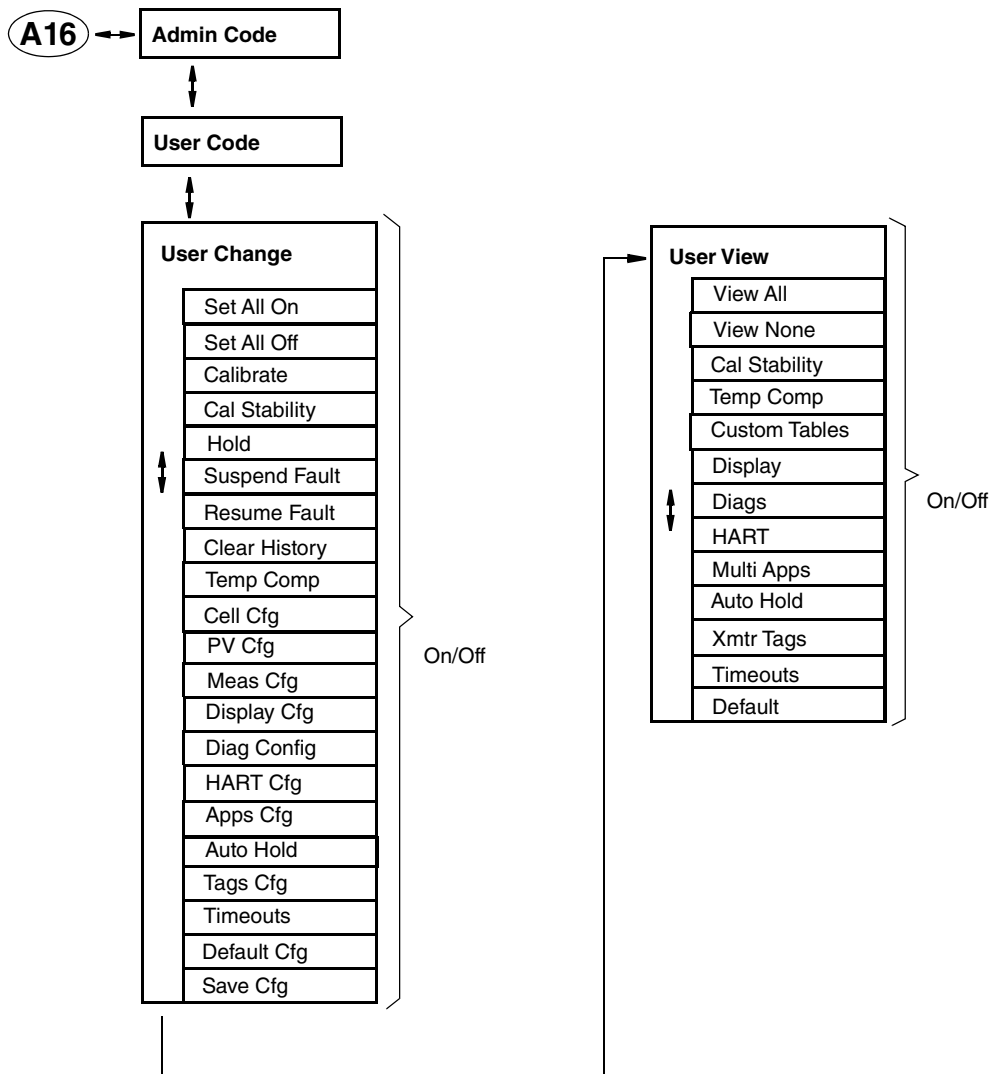 A16
Admin Code
User Code
User Change
Set All On
Set All Off
Calibrate
Cal Stability
Hold
Suspend Fault
Resume Fault
Clear History
Temp Comp
Cell Cfg
PV Cfg
Meas Cfg
Display Cfg
Diag Config
HART Cfg
Apps Cfg
Auto Hold
Tags Cfg
Timeouts
Default Cfg
Save Cfg
On/Off
User View
View All
View None
Cal Stability
Temp Comp
Custom Tables
Display
Diags
HART
Multi Apps
Auto Hold
Xmtr Tags
Timeouts
Default
On/Off